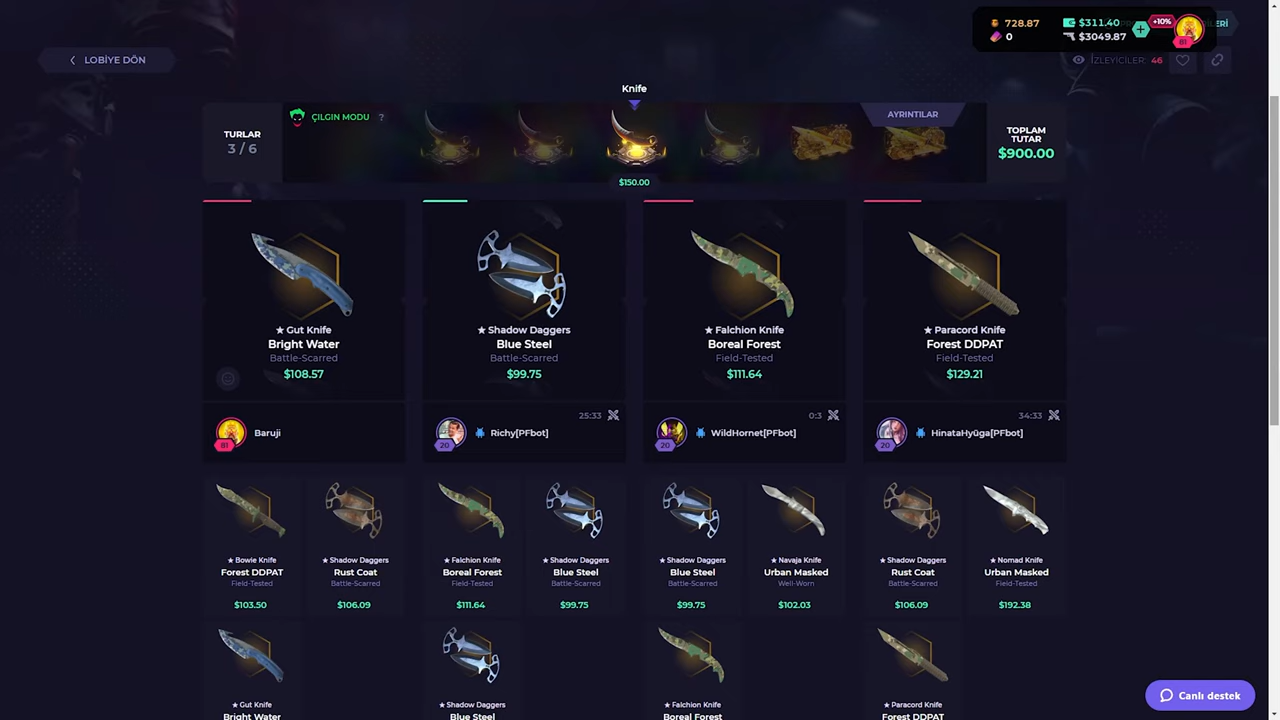 728.87
$311.40
+10%
0
$3049.87
81
LERİ
LOBİYE DÖN
İZLEYİCİLER: 46
Knife
ÇILGIN MODU ?
AYRINTILAR
TURLAR
3 / 6
TOPLAM
TUTAR
$900.00
$150.00
★ Gut Knife
Bright Water
Battle-Scarred
$108.57
★ Shadow Daggers
Blue Steel
Battle-Scarred
$99.75
★ Falchion Knife
Boreal Forest
Field-Tested
$111.64
★ Paracord Knife
Forest DDPAT
Field-Tested
$129.21
81
Baruji
25:33
20
Richy[PFbot]
0:3
20
WildHornet[PFbot]
34:33
20
HinataHyūga[PFbot]
★ Bowie Knife
Forest DDPAT
Field-Tested
$103.50
★ Shadow Daggers
Rust Coat
Battle-Scarred
$106.09
★ Falchion Knife
Boreal Forest
Field-Tested
$111.64
★ Shadow Daggers
Blue Steel
Battle-Scarred
$99.75
★ Shadow Daggers
Blue Steel
Battle-Scarred
$99.75
★ Navaja Knife
Urban Masked
Well-Worn
$102.03
★ Shadow Daggers
Rust Coat
Battle-Scarred
$106.09
★ Nomad Knife
Urban Masked
Field-Tested
$192.38
★ Gut Knife
Bright Water
★ Shadow Daggers
Blue Steel
★ Falchion Knife
Boreal Forest
★ Paracord Knife
Forest DDPAT
Canlı destek